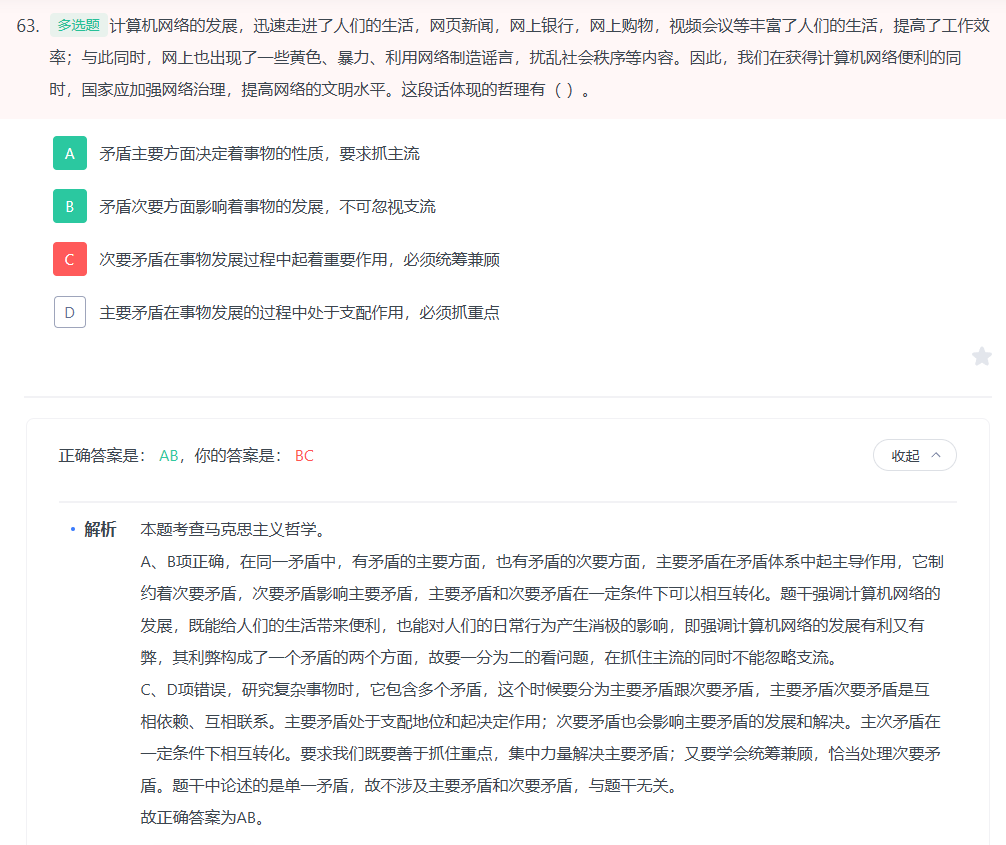 63. 多选题 计算机网络的发展，迅速走进了人们的生活，网页新闻，网上银行，网上购物，视频会议等丰富了人们的生活，提高了工作效
率；与此同时，网上也出现了一些黄色、暴力、利用网络制造谣言，扰乱社会秩序等内容。因此，我们在获得计算机网络便利的同
时，国家应加强网络治理，提高网络的文明水平。这段话体现的哲理有（ ）。
A 矛盾主要方面决定着事物的性质，要求抓主流
B 矛盾次要方面影响着事物的发展，不可忽视支流
C 次要矛盾在事物发展过程中起着重要作用，必须统筹兼顾
D 主要矛盾在事物发展的过程中处于支配作用，必须抓重点
正确答案是： AB，你的答案是： BC 收起
• 解析 本题考查马克思主义哲学。
A、B项正确，在同一矛盾中，有矛盾的主要方面，也有矛盾的次要方面，主要矛盾在矛盾体系中起主导作用，它制
约着次要矛盾，次要矛盾影响主要矛盾，主要矛盾和次要矛盾在一定条件下可以相互转化。题干强调计算机网络的
发展，既能给人们的生活带来便利，也能对人们的日常行为产生消极的影响，即强调计算机网络的发展有利又有
弊，其利弊构成了一个矛盾的两个方面，故要一分为二的看问题，在抓住主流的同时不能忽略支流。
C、D项错误，研究复杂事物时，它包含多个矛盾，这个时候要分为主要矛盾跟次要矛盾，主要矛盾次要矛盾是互
相依赖、互相联系。主要矛盾处于支配地位和起决定作用；次要矛盾也会影响主要矛盾的发展和解决。主次矛盾在
一定条件下相互转化。要求我们既要善于抓住重点，集中力量解决主要矛盾；又要学会统筹兼顾，恰当处理次要矛
盾。题干中论述的是单一矛盾，故不涉及主要矛盾和次要矛盾，与题干无关。
故正确答案为AB。